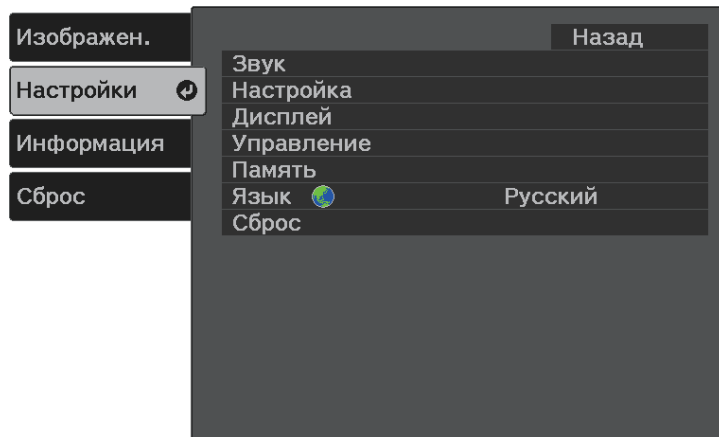 Изображен.
Настройки
Информация
Сброс
Назад
Звук
Настройка
Дисплей
Управление
Память
Язык Русский
Сброс